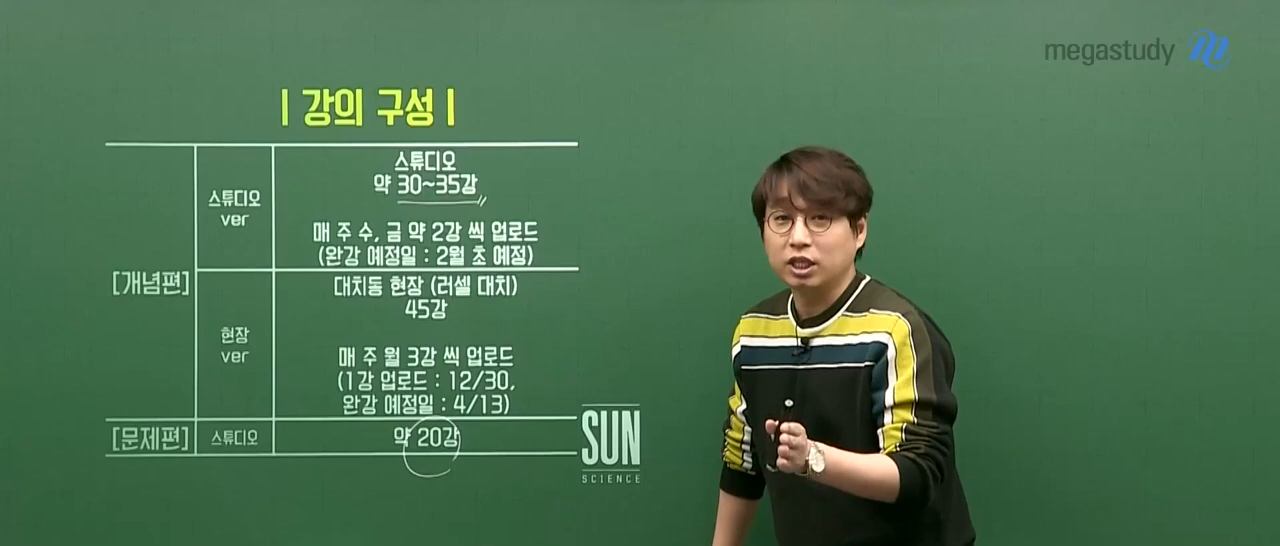 megastudy
| 강의 구성 |
[개념편]
스튜디오
ver
스튜디오
약 30~35강
매 주 수, 금 약 2강 씩 업로드
(완강 예정일 : 2월 초 예정)
현장
ver
대치동 현장 (러셀 대치)
45강
매 주 월 3강 씩 업로드
(1강 업로드 : 12/30,
완강 예정일 : 4/13)
[문제편]
스튜디오
약 20강
SUN
SCIENCE